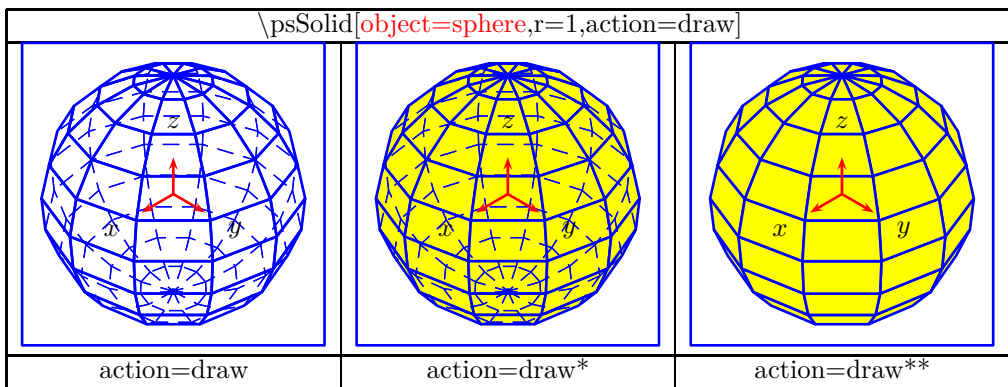 \psSolid[object=sphere,r=1,action=draw]
z
x y
z
x y
z
x y
action=draw
action=draw*
action=draw**